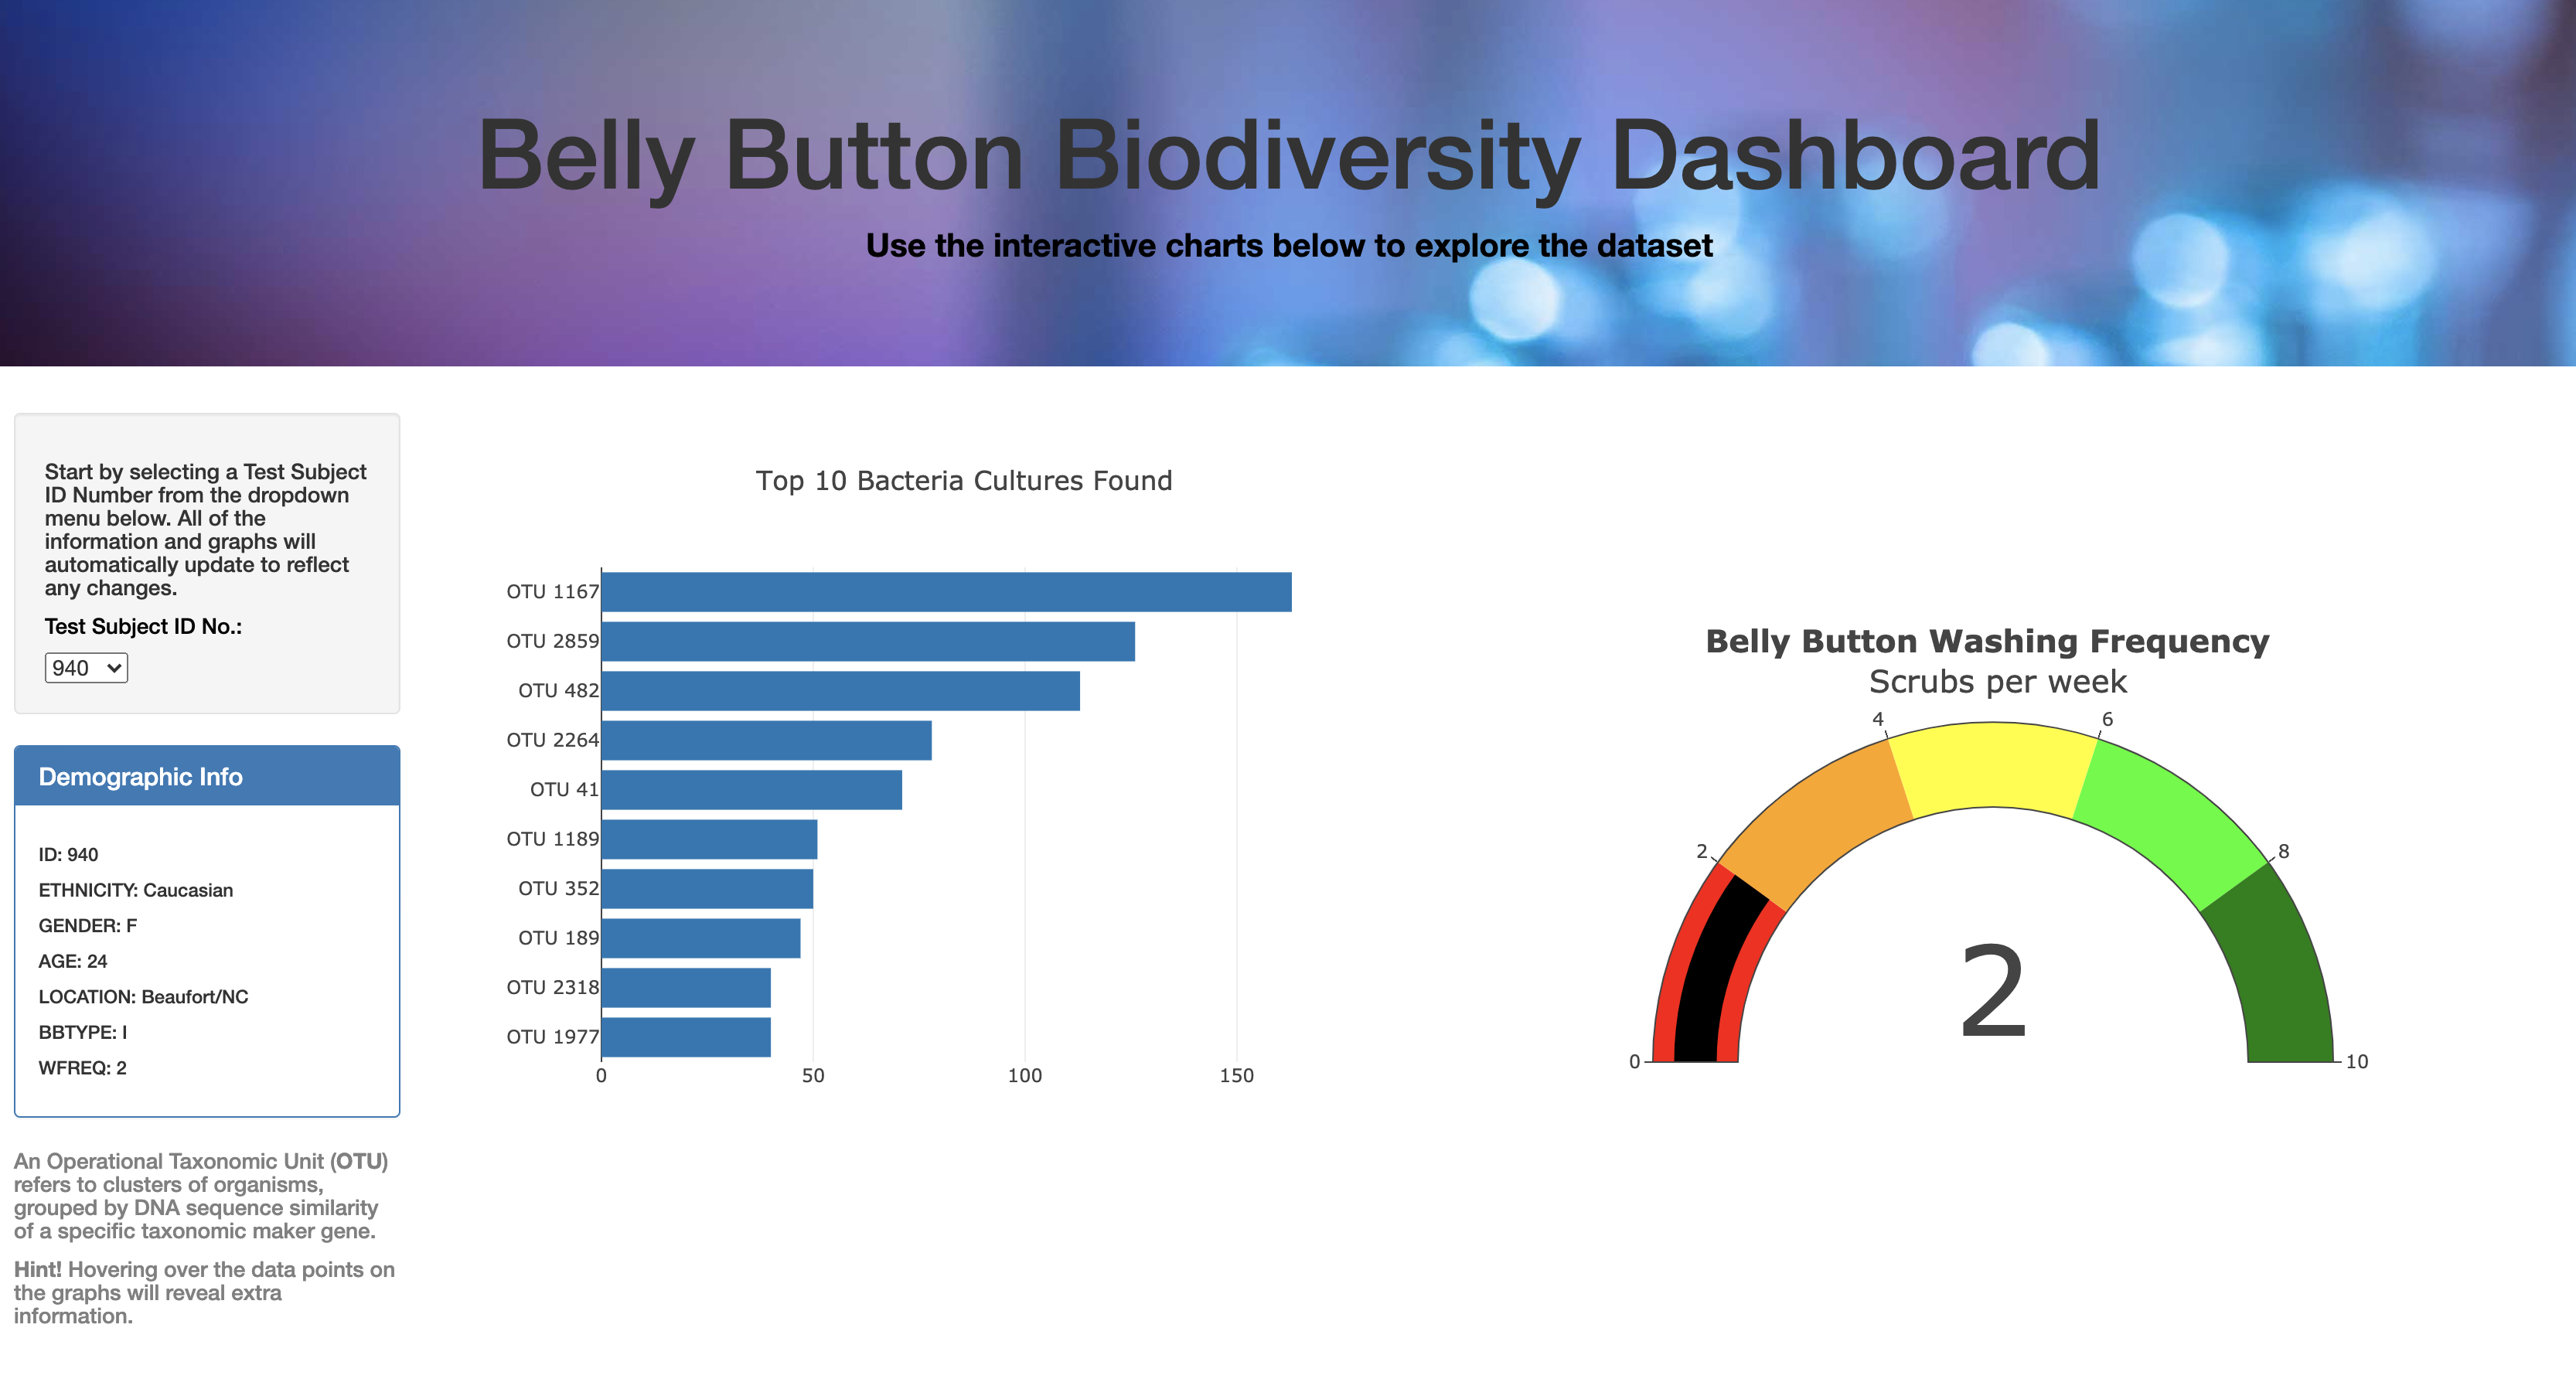 Belly Button Biodiversity Dashboard
Use the interactive charts below to explore the dataset
Start by selecting a Test Subject
ID Number from the dropdown
menu below. All of the
information and graphs will
automatically update to reflect
any changes.
Test Subject ID No.:
940
Demographic Info
ID: 940
ETHNICITY: Caucasian
GENDER: F
AGE: 24
LOCATION: Beaufort/NC
BBTYPE: I
WFREQ: 2
An Operational Taxonomic Unit (OTU)
refers to clusters of organisms,
grouped by DNA sequence similarity
of a specific taxonomic maker gene.
Hint! Hovering over the data points on
the graphs will reveal extra
information.
Top 10 Bacteria Cultures Found
OTU 1167
OTU 2859
OTU 482
OTU 2264
OTU 41
OTU 1189
OTU 352
OTU 189
OTU 2318
OTU 1977
0 50 100 150
Belly Button Washing Frequency
Scrubs per week
4 6
2 8
2
0 10